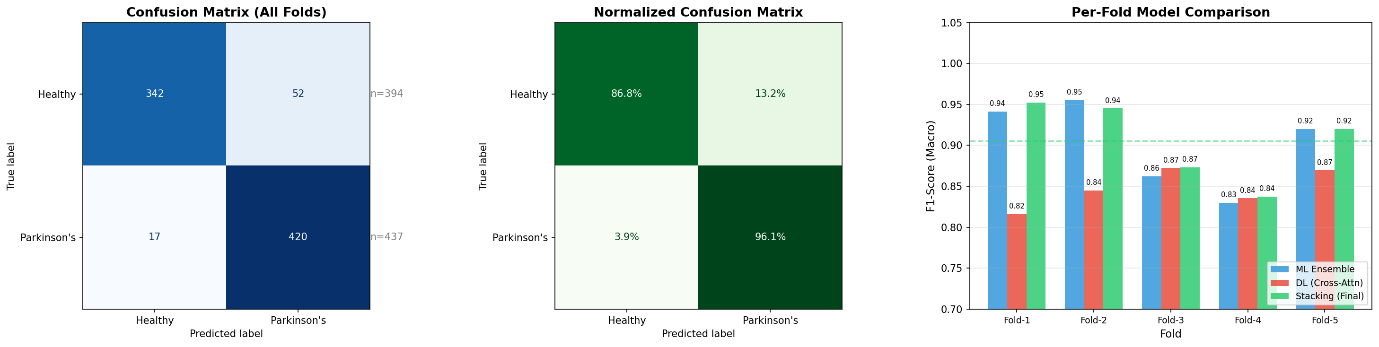 Confusion Matrix (All Folds)
True label
Healthy
342
52
n=394
Parkinson's
17
420
n=437
Healthy
Parkinson's
Predicted label
Normalized Confusion Matrix
True label
Healthy
86.8%
13.2%
Parkinson's
3.9%
96.1%
Healthy
Parkinson's
Predicted label
Per-Fold Model Comparison
F1-Score (Macro)
1.05
1.00
0.95
0.90
0.85
0.80
0.75
0.70
0.94
0.82
0.95
0.95
0.84
0.94
0.86
0.87
0.87
0.83
0.84
0.84
0.92
0.87
0.92
ML Ensemble
DL (Cross-Attn)
Stacking (Final)
Fold-1
Fold-2
Fold-3
Fold-4
Fold-5
Fold